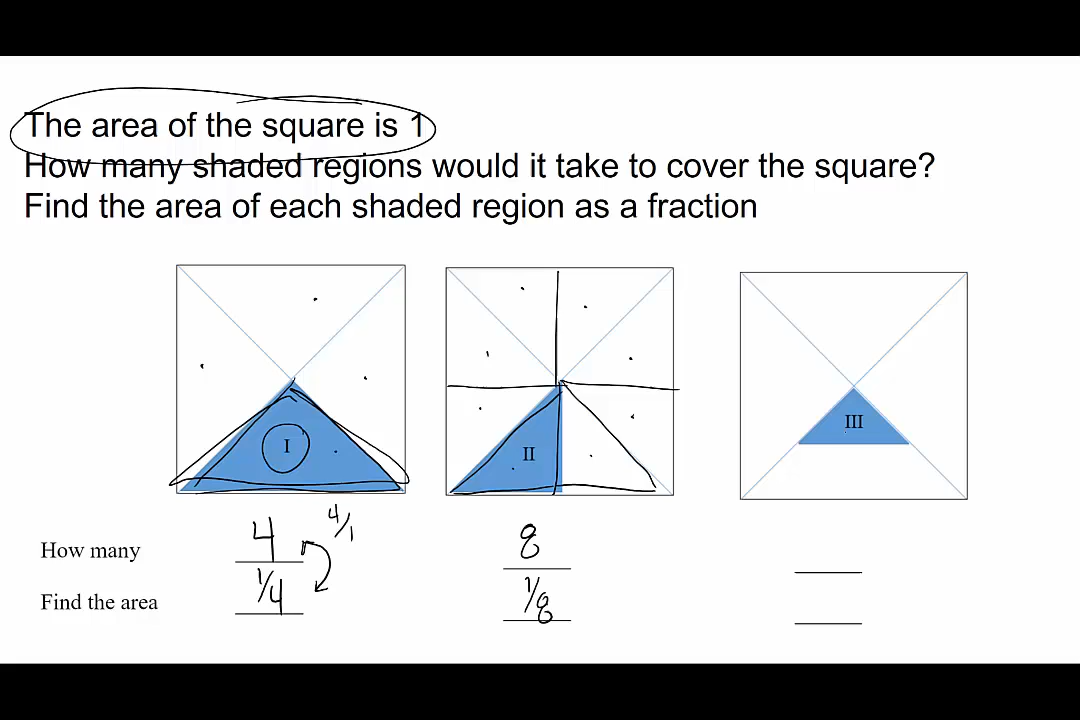 The area of the square is 1
How many shaded regions would it take to cover the square?
Find the area of each shaded region as a fraction
I
II
III
How many 4 4/1 8
Find the area 1/4 1/8